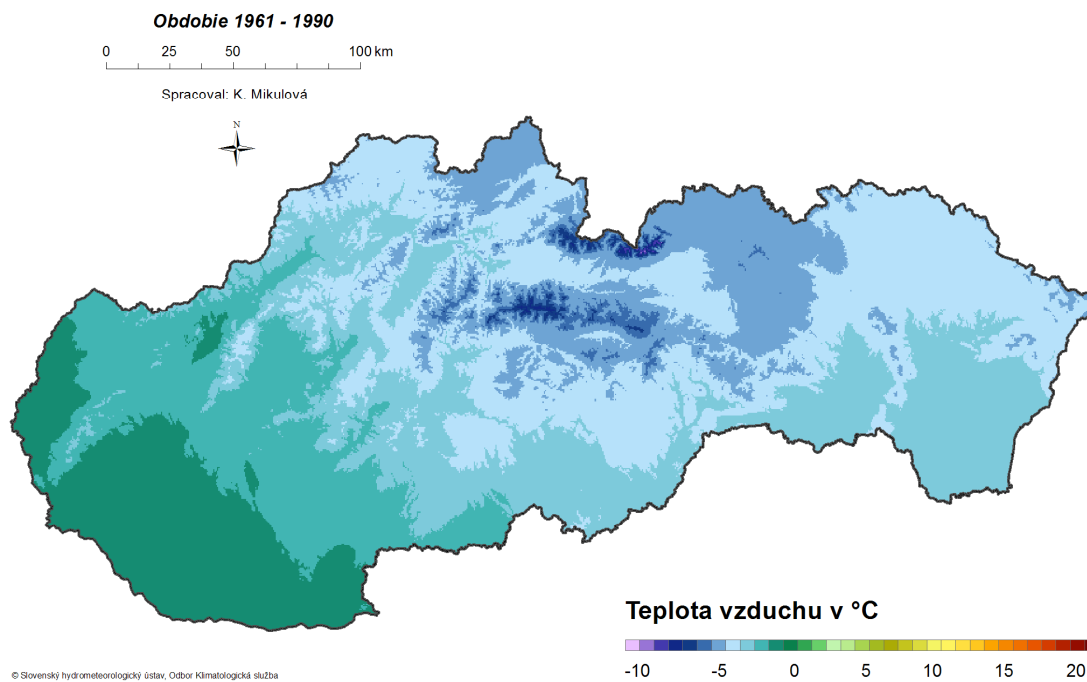 Obdobie 1961 - 1990
0 25 50 100 km
Spracoval: K. Mikulová
N
Teplota vzduchu v °C
-10 -5 0 5 10 15 20
© Slovenský hydrometeorologický ústav, Odbor Klimatologická služba